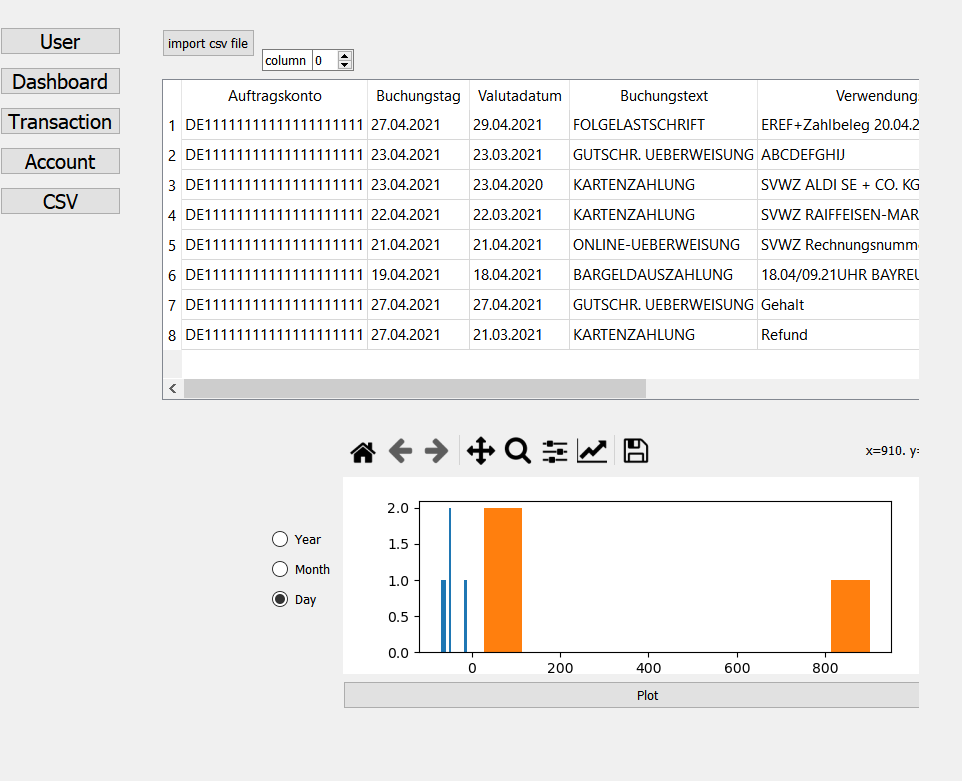 User
Dashboard
Transaction
Account
CSV
import csv file
column 0
Auftragskonto Buchungstag Valutadatum Buchungstext Verwendung
1 DE11111111111111111111 27.04.2021 29.04.2021 FOLGELASTSCHRIFT EREF+Zahlbeleg 20.04.2
2 DE11111111111111111111 23.04.2021 23.03.2021 GUTSCHR. UEBERWEISUNG ABCDEFGHIJ
3 DE11111111111111111111 23.04.2021 23.04.2020 KARTENZAHLUNG SVWZ ALDI SE + CO. KG
4 DE11111111111111111111 22.04.2021 22.03.2021 KARTENZAHLUNG SVWZ RAIFFEISEN-MAR
5 DE11111111111111111111 21.04.2021 21.04.2021 ONLINE-UEBERWEISUNG SVWZ Rechnungsnumm
6 DE11111111111111111111 19.04.2021 18.04.2021 BARGELDAUSZAHLUNG 18.04/09.21UHR BAYREU
7 DE11111111111111111111 27.04.2021 27.04.2021 GUTSCHR. UEBERWEISUNG Gehalt
8 DE11111111111111111111 27.04.2021 21.03.2021 KARTENZAHLUNG Refund
x=910. y=
Year
Month
Day
2.0
1.5
1.0
0.5
0.0
0 200 400 600 800
Plot